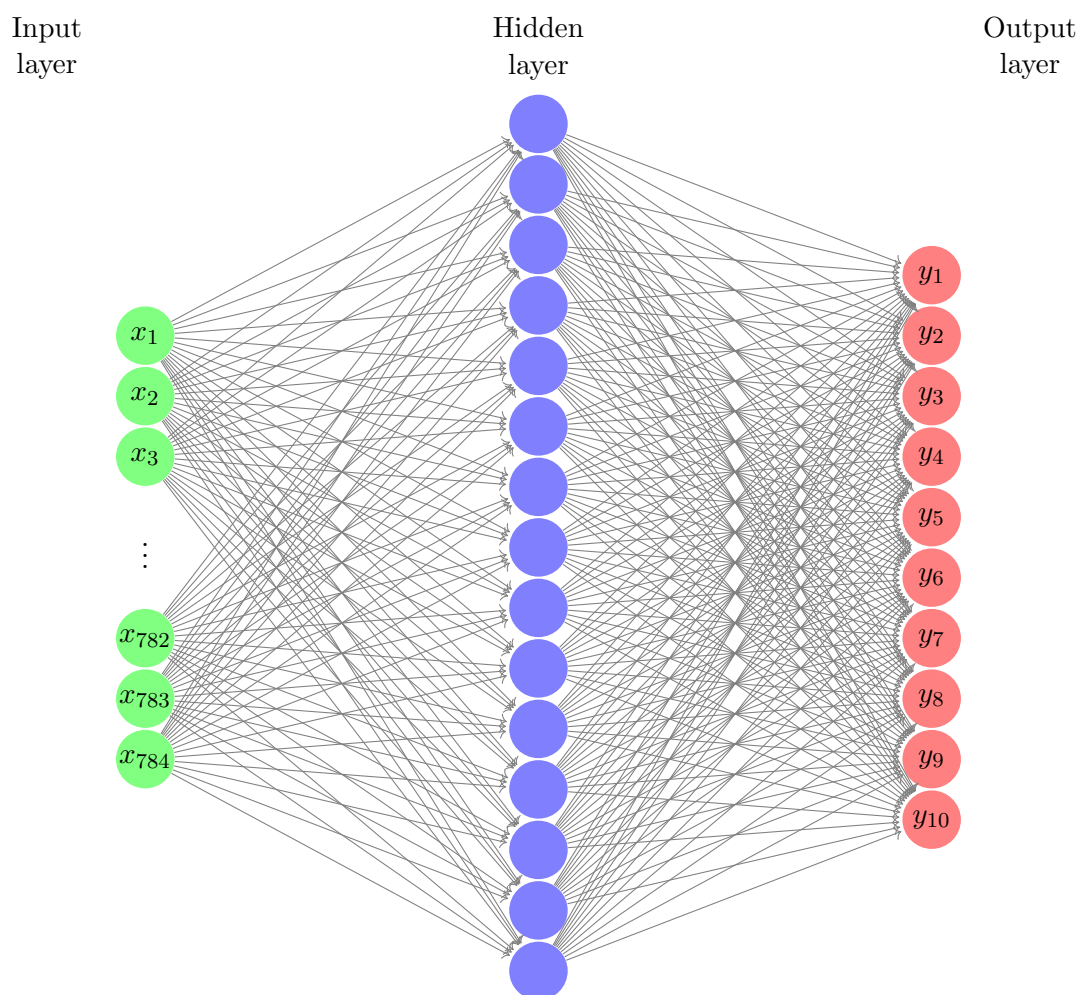 Input
layer
Hidden
layer
Output
layer
x₁
x₂
x₃
⋮
x₇₈₂
x₇₈₃
x₇₈₄
y₁
y₂
y₃
y₄
y₅
y₆
y₇
y₈
y₉
y₁₀